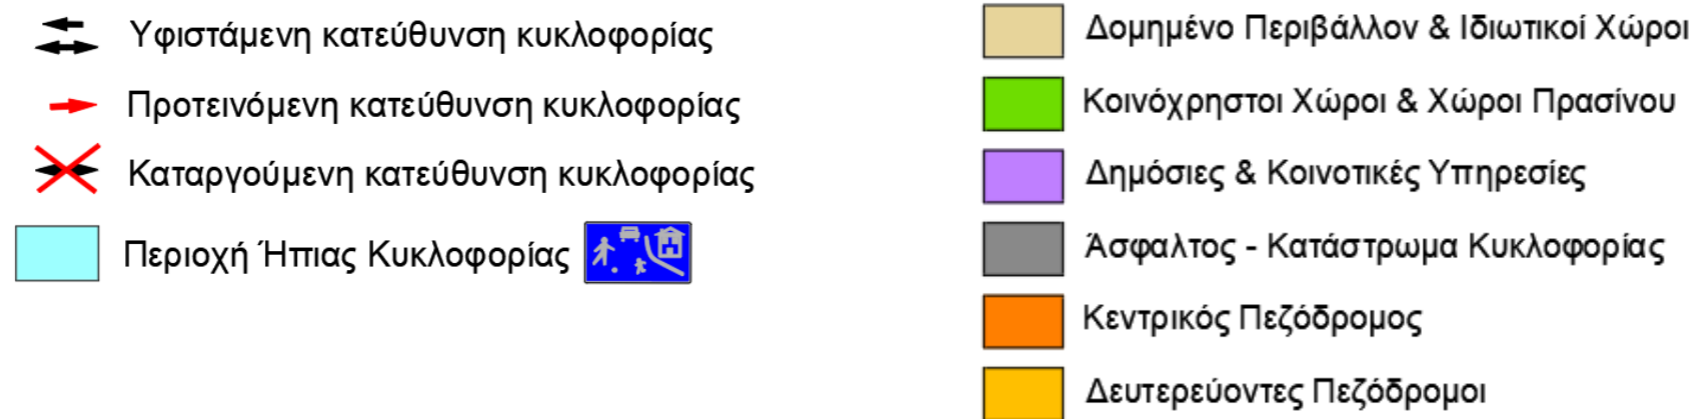 Υφιστάμενη κατεύθυνση κυκλοφορίας
Προτεινόμενη κατεύθυνση κυκλοφορίας
Καταργούμενη κατεύθυνση κυκλοφορίας
Περιοχή Ήπιας Κυκλοφορίας
Δομημένο Περιβάλλον & Ιδιωτικοί Χώροι
Κοινόχρηστοι Χώροι & Χώροι Πρασίνου
Δημόσιες & Κοινοτικές Υπηρεσίες
Άσφαλτος - Κατάστρωμα Κυκλοφορίας
Κεντρικός Πεζόδρομος
Δευτερεύοντες Πεζόδρομοι